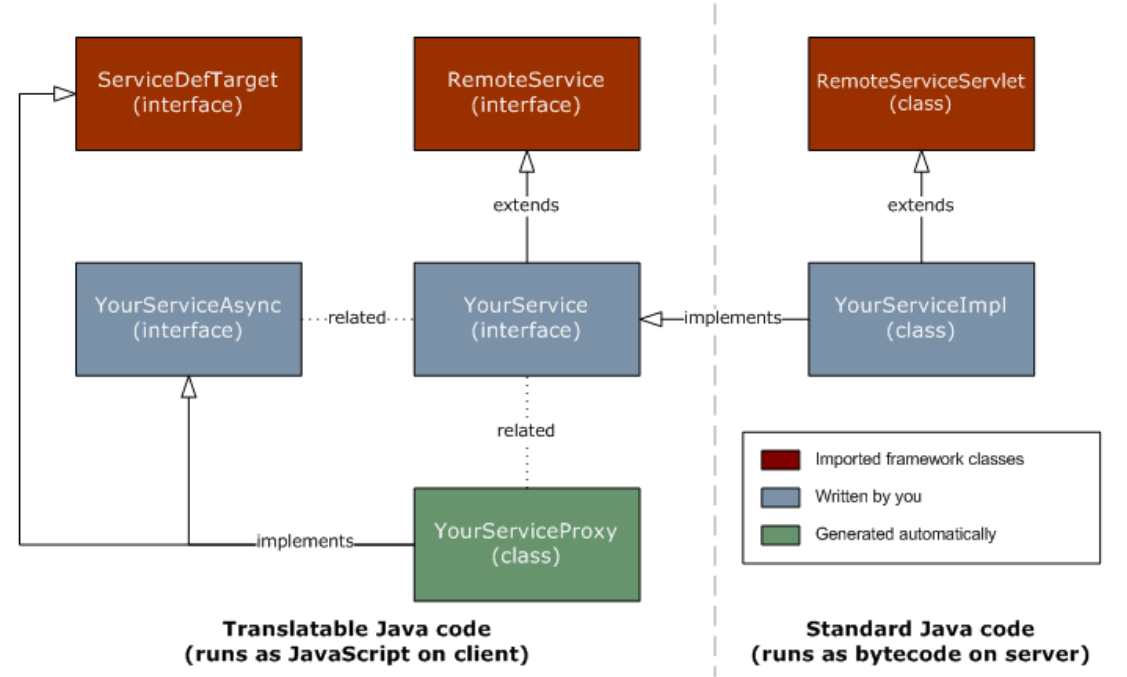 ServiceDefTarget
(interface)
RemoteService
(interface)
RemoteServiceServlet
(class)
extends
extends
YourServiceAsync
(interface)
related
YourService
(interface)
implements
YourServiceImpl
(class)
related
Imported framework classes
Written by you
Generated automatically
implements
YourServiceProxy
(class)
Translatable Java code
(runs as JavaScript on client)
Standard Java code
(runs as bytecode on server)